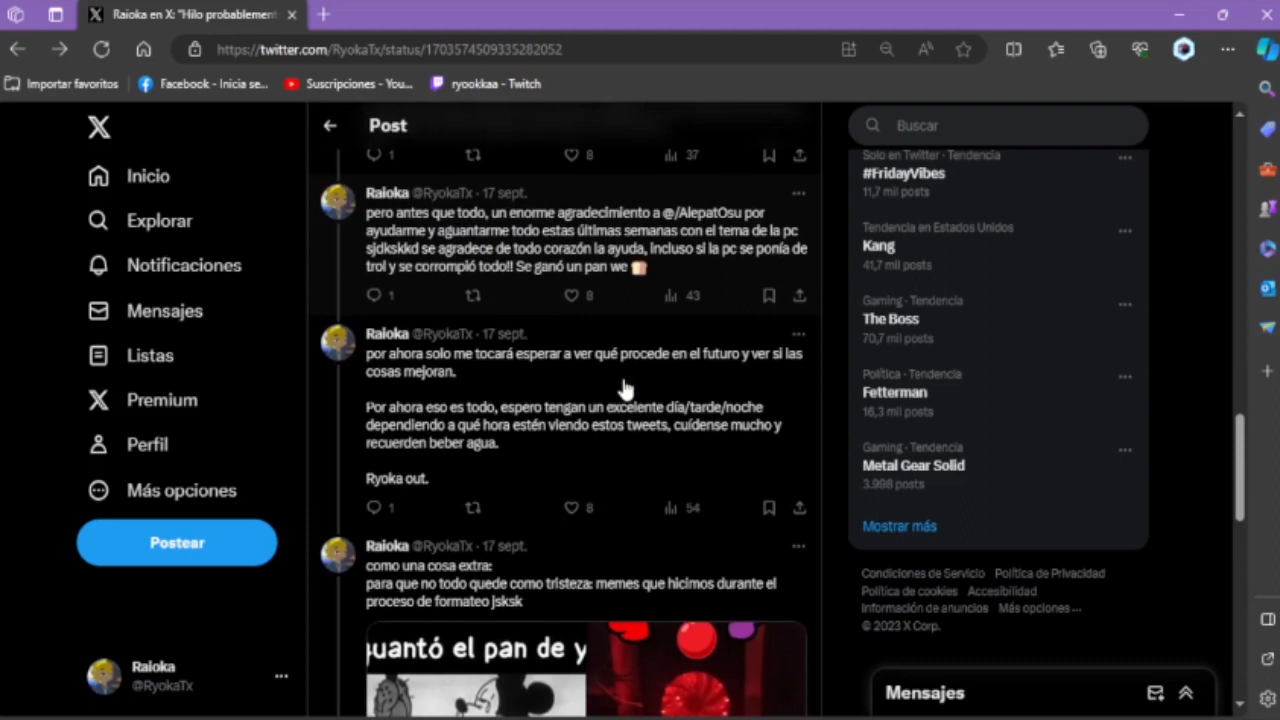 Raioka en X: "Hilo probablement
https://twitter.com/RyokaTx/status/1703574509335282052
Importar favoritos
Facebook - Inicia se...
Suscripciones - You...
ryookkaa - Twitch
Inicio
Explorar
Notificaciones
Mensajes
Listas
Premium
Perfil
Más opciones
Postear
Raioka
@RyokaTx
Post
1 8 37
Raioka @RyokaTx · 17 sept.
pero antes que todo, un enorme agradecimiento a @/AlepatOsu por
ayudarme y aguantarme todo estas últimas semanas con el tema de la pc
sjdkskkd se agradece de todo corazón la ayuda, incluso si la pc se ponía de
trol y se corrompió todo!! Se ganó un pan we 🍞
1 8 43
Raioka @RyokaTx · 17 sept.
por ahora solo me tocará esperar a ver qué procede en el futuro y ver si las
cosas mejoran.
Por ahora eso es todo, espero tengan un excelente día/tarde/noche
dependiendo a qué hora estén viendo estos tweets, cuídense mucho y
recuerden beber agua.
Ryoka out.
1 8 54
Raioka @RyokaTx · 17 sept.
como una cosa extra:
para que no todo quede como tristeza: memes que hicimos durante el
proceso de formateo jsksk
uantó el pan de y
Buscar
Solo en Twitter · Tendencia
#FridayVibes
11,7 mil posts
Tendencia en Estados Unidos
Kang
41,7 mil posts
Gaming · Tendencia
The Boss
70,7 mil posts
Política · Tendencia
Fetterman
16,3 mil posts
Gaming · Tendencia
Metal Gear Solid
3.998 posts
Mostrar más
Condiciones de Servicio Política de Privacidad
Política de cookies Accesibilidad
Información de anuncios Más opciones ···
© 2023 X Corp.
Mensajes